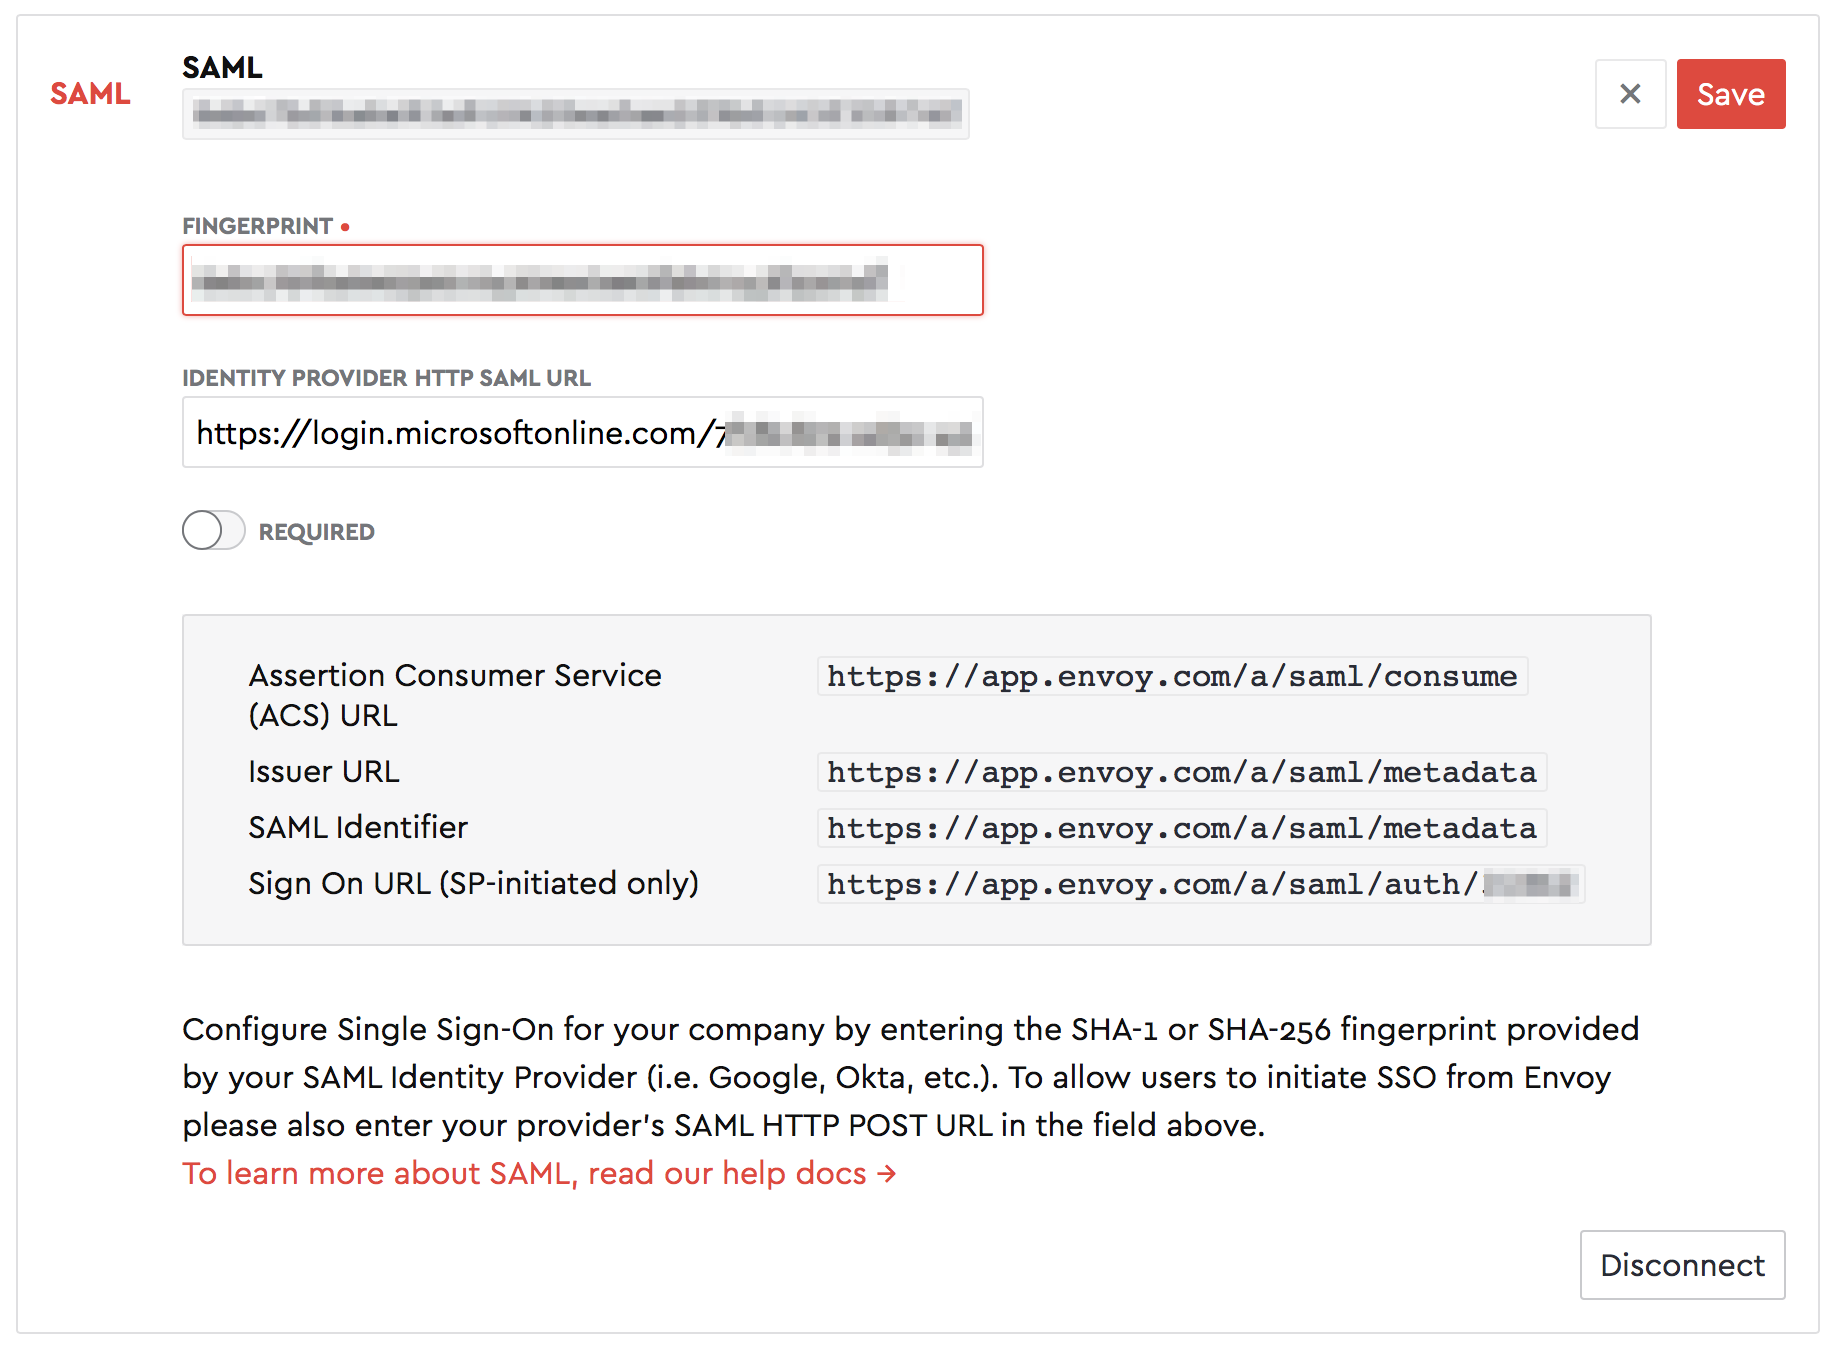 SAML
SAML
× Save
FINGERPRINT •
IDENTITY PROVIDER HTTP SAML URL
https://login.microsoftonline.com/7
REQUIRED
Assertion Consumer Service https://app.envoy.com/a/saml/consume
(ACS) URL
Issuer URL https://app.envoy.com/a/saml/metadata
SAML Identifier https://app.envoy.com/a/saml/metadata
Sign On URL (SP-initiated only) https://app.envoy.com/a/saml/auth/
Configure Single Sign-On for your company by entering the SHA-1 or SHA-256 fingerprint provided
by your SAML Identity Provider (i.e. Google, Okta, etc.). To allow users to initiate SSO from Envoy
please also enter your provider's SAML HTTP POST URL in the field above.
To learn more about SAML, read our help docs →
Disconnect